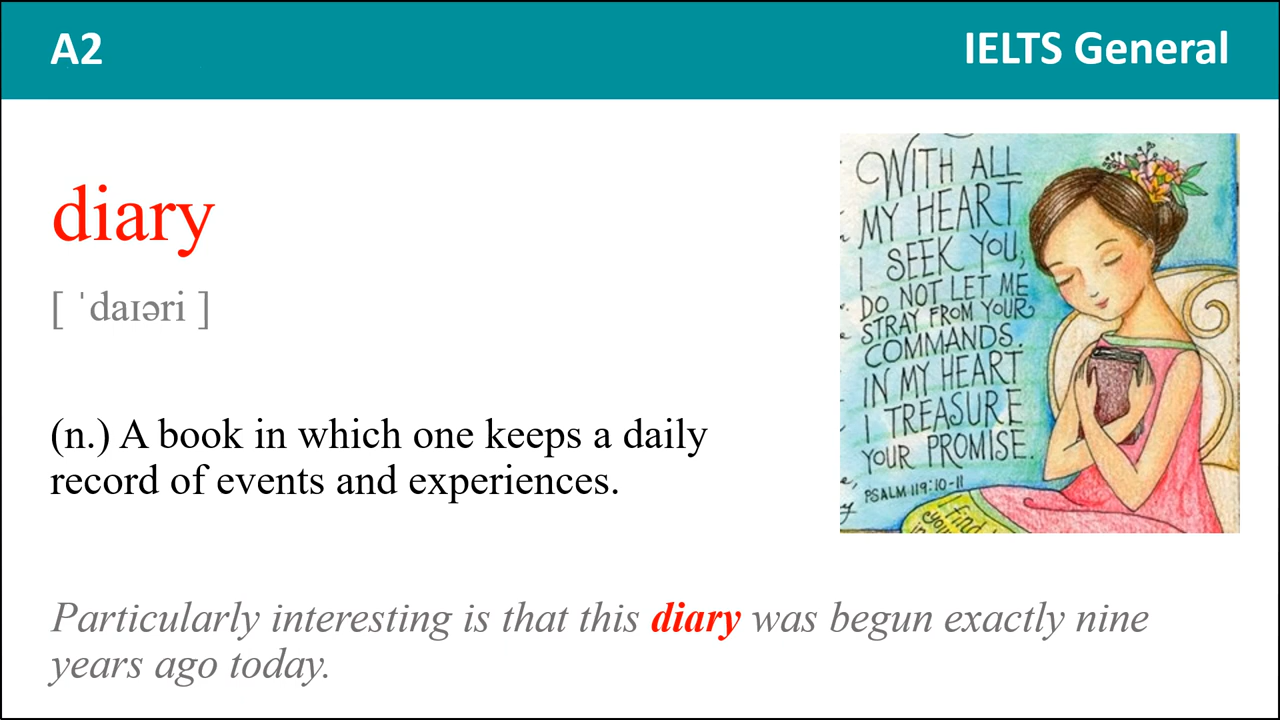 A2
IELTS General
diary
[ ˈdaɪəri ]
(n.) A book in which one keeps a daily
record of events and experiences.
WITH ALL
MY HEART
I SEEK YOU;
DO NOT LET ME
STRAY FROM YOUR
COMMANDS.
IN MY HEART
I TREASURE
YOUR PROMISE.
PSALM 119:10-11
find
Particularly interesting is that this diary was begun exactly nine
years ago today.